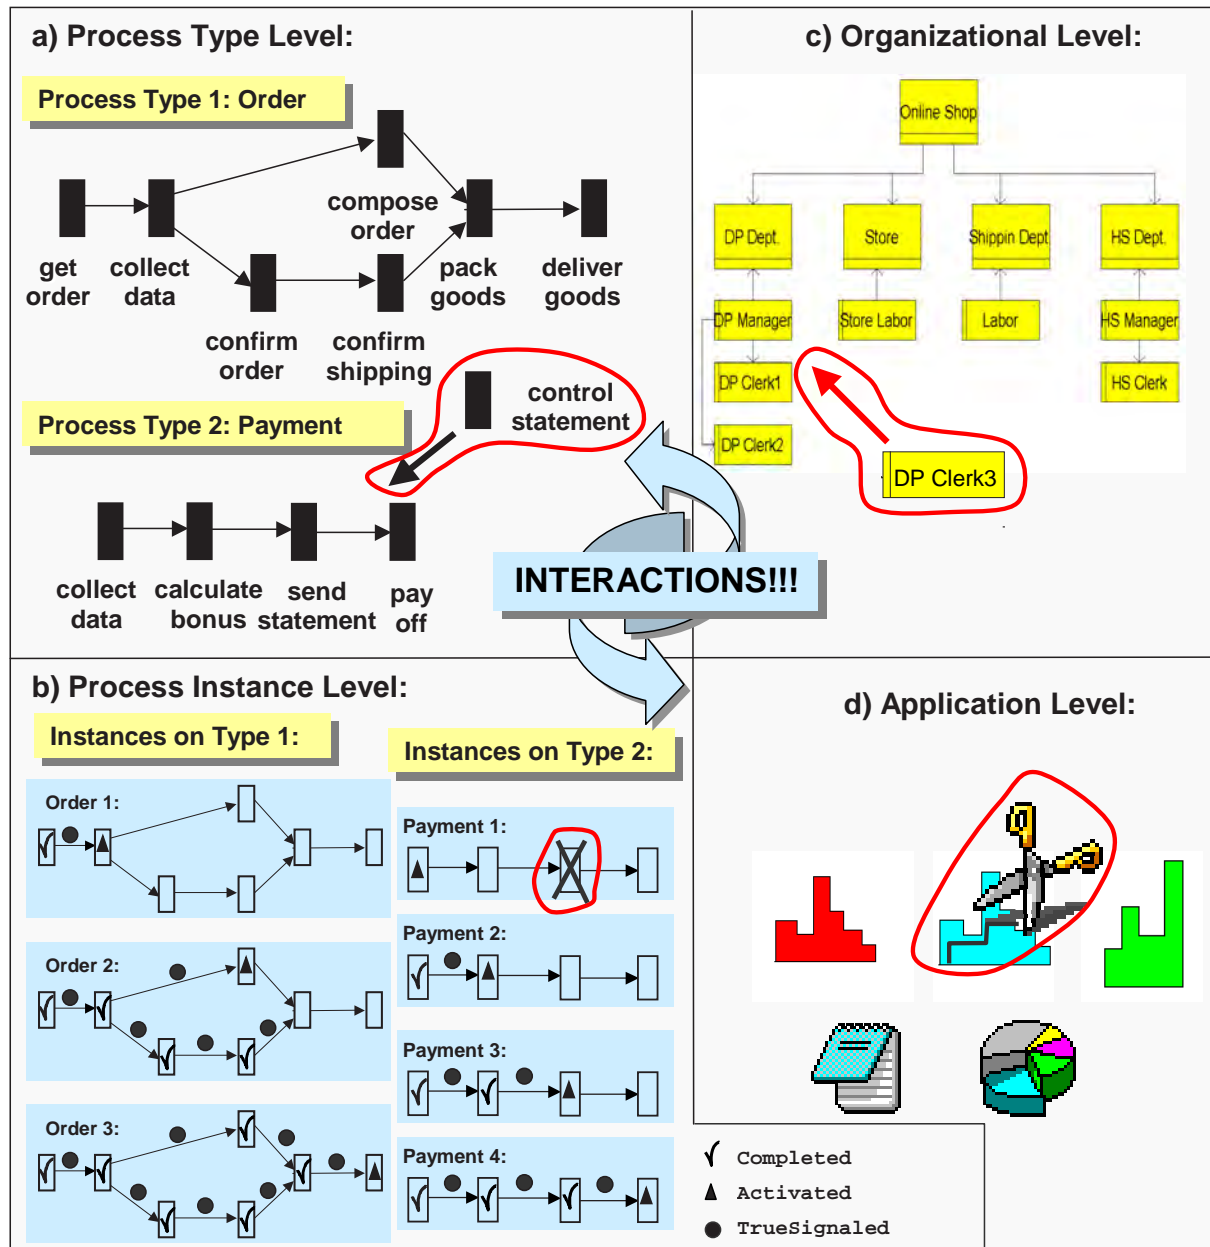 a) Process Type Level:
Process Type 1: Order
get
order
collect
data
compose
order
pack
goods
deliver
goods
confirm
order
confirm
shipping
control
statement
Process Type 2: Payment
collect
data
calculate
bonus
send
statement
pay
off
c) Organizational Level:
Online Shop
DP Dept.
Store
Shippin Dept
HS Dept.
DP Manager
Store Labor
Labor
HS Manager
DP Clerk1
HS Clerk
DP Clerk2
DP Clerk3
INTERACTIONS!!!
b) Process Instance Level:
Instances on Type 1:
Order 1:
Order 2:
Order 3:
Instances on Type 2:
Payment 1:
Payment 2:
Payment 3:
Payment 4:
d) Application Level:
Completed
Activated
TrueSignaled